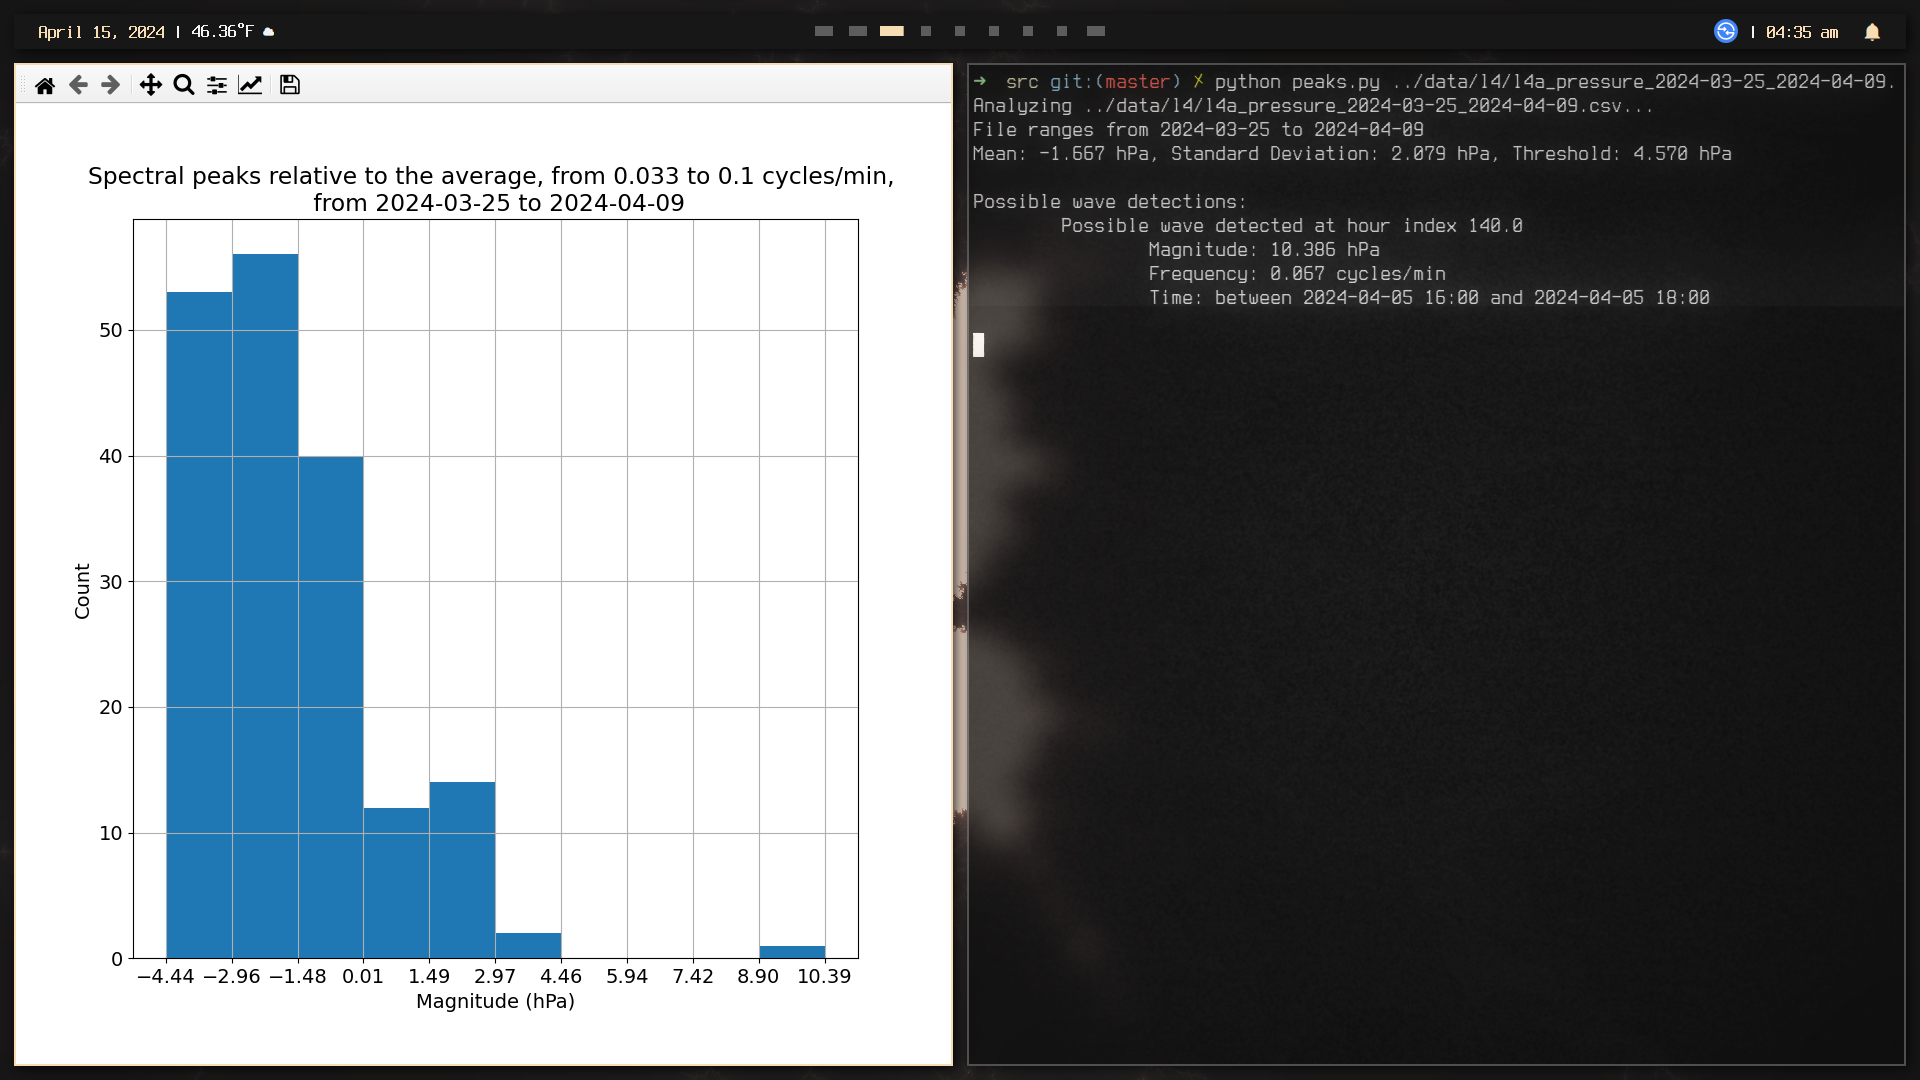 April 15, 2024 | 46.36°F
| 04:35 am
Spectral peaks relative to the average, from 0.033 to 0.1 cycles/min,
from 2024-03-25 to 2024-04-09
50
40
30
20
10
0
Count
−4.44 −2.96 −1.48 0.01 1.49 2.97 4.46 5.94 7.42 8.90 10.39
Magnitude (hPa)
➜ src git:(master) ✗ python peaks.py ../data/l4/l4a_pressure_2024-03-25_2024-04-09.
Analyzing ../data/l4/l4a_pressure_2024-03-25_2024-04-09.csv...
File ranges from 2024-03-25 to 2024-04-09
Mean: -1.667 hPa, Standard Deviation: 2.079 hPa, Threshold: 4.570 hPa
Possible wave detections:
Possible wave detected at hour index 140.0
Magnitude: 10.386 hPa
Frequency: 0.067 cycles/min
Time: between 2024-04-05 16:00 and 2024-04-05 18:00